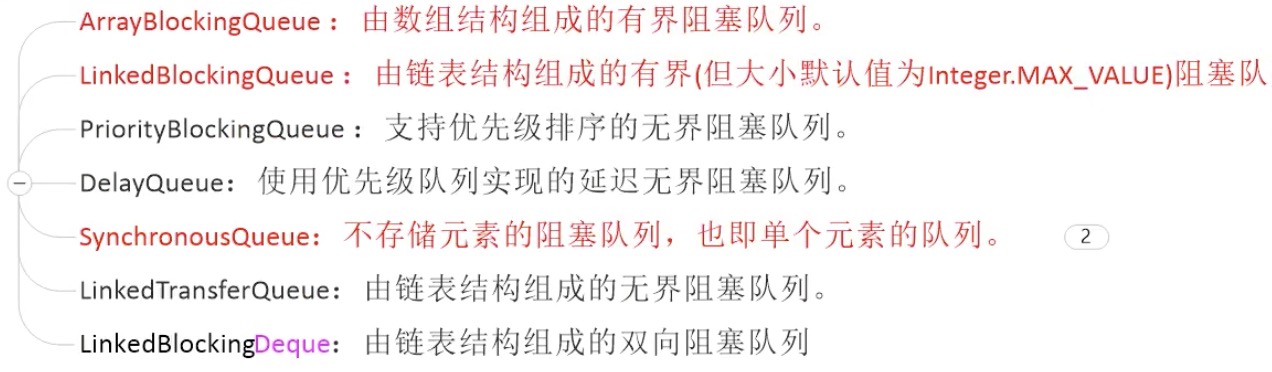 ArrayBlockingQueue： 由数组结构组成的有界阻塞队列。
LinkedBlockingQueue： 由链表结构组成的有界(但大小默认值为Integer.MAX_VALUE)阻塞队
PriorityBlockingQueue： 支持优先级排序的无界阻塞队列。
DelayQueue： 使用优先级队列实现的延迟无界阻塞队列。
SynchronousQueue： 不存储元素的阻塞队列，也即单个元素的队列。 2
LinkedTransferQueue： 由链表结构组成的无界阻塞队列。
LinkedBlockingDeque： 由链表结构组成的双向阻塞队列